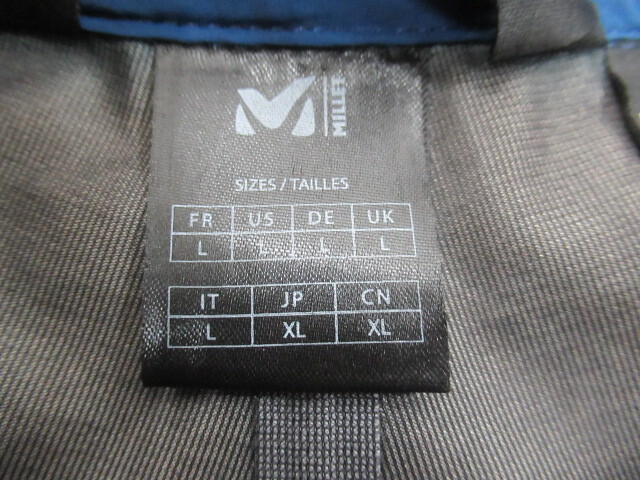 MILLET
SIZES / TAILLES
FR US DE UK
L L L L
IT JP CN
L XL XL